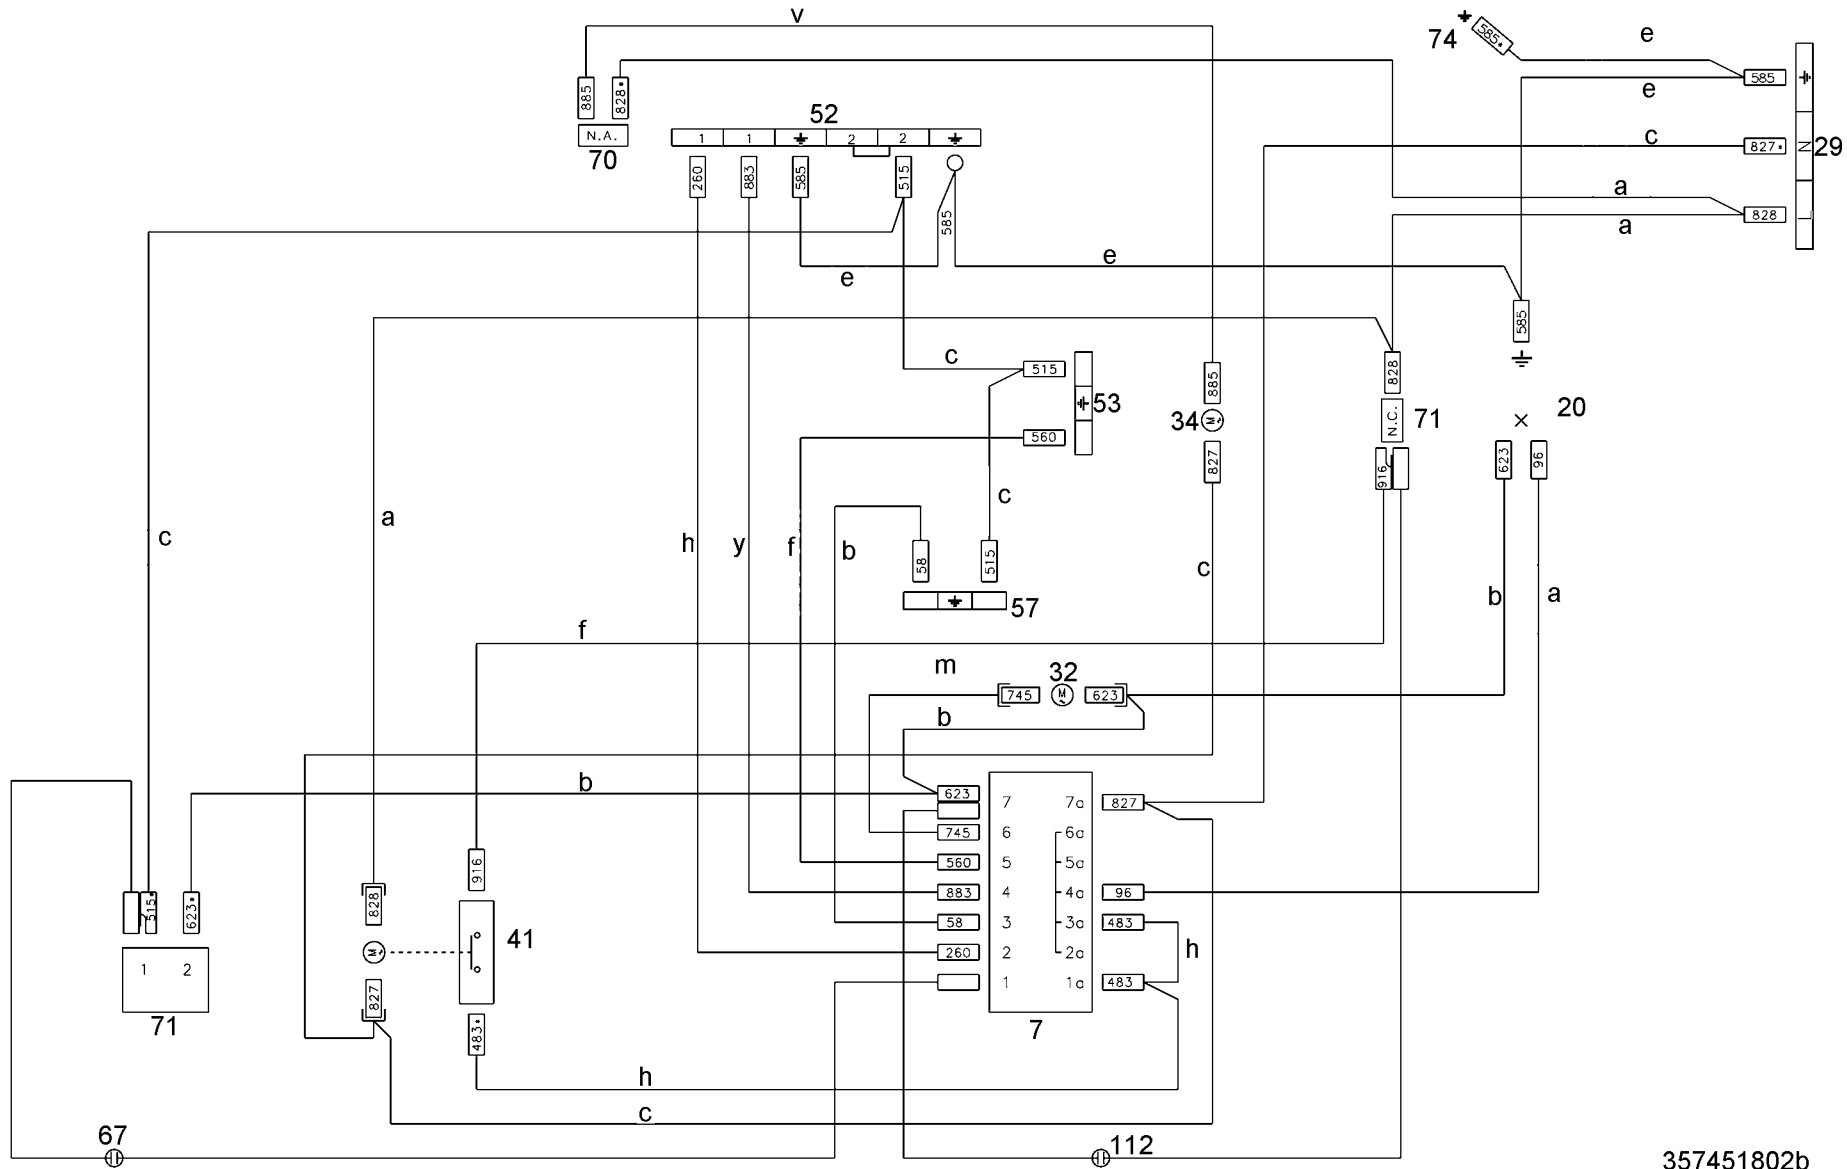 v
74
585*
e
585
e
885
828*
N.A.
70
52
1 1 2 2
260
883
585
515
585
c
827*
N
29
a
828
L
a
e
e
585
c
515
53
560
885
34
M
827
828
N.C.
71
916
20
623
96
c
a
h
y
f
b
58
c
515
57
c
b
a
f
m
32
745
M
623
b
b
623
7 7a
827
745
6 6a
560
5 5a
883
4 4a
96
58
3 3a
483
h
260
2 2a
1 1a
483
7
515*
623*
1 2
71
828
M
827
916
41
483*
h
c
67
112
357451802b